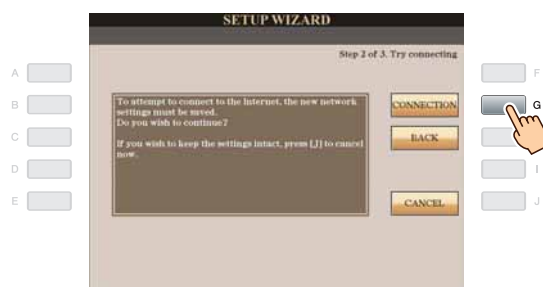 SETUP WIZARD
Step 2 of 3. Try connecting
A
F
To attempt to connect to the Internet, the new network
settings must be saved.
Do you wish to continue?
If you wish to keep the settings intact, press [J] to cancel
now.
CONNECTION
B
G
BACK
C
D
I
CANCEL
E
J